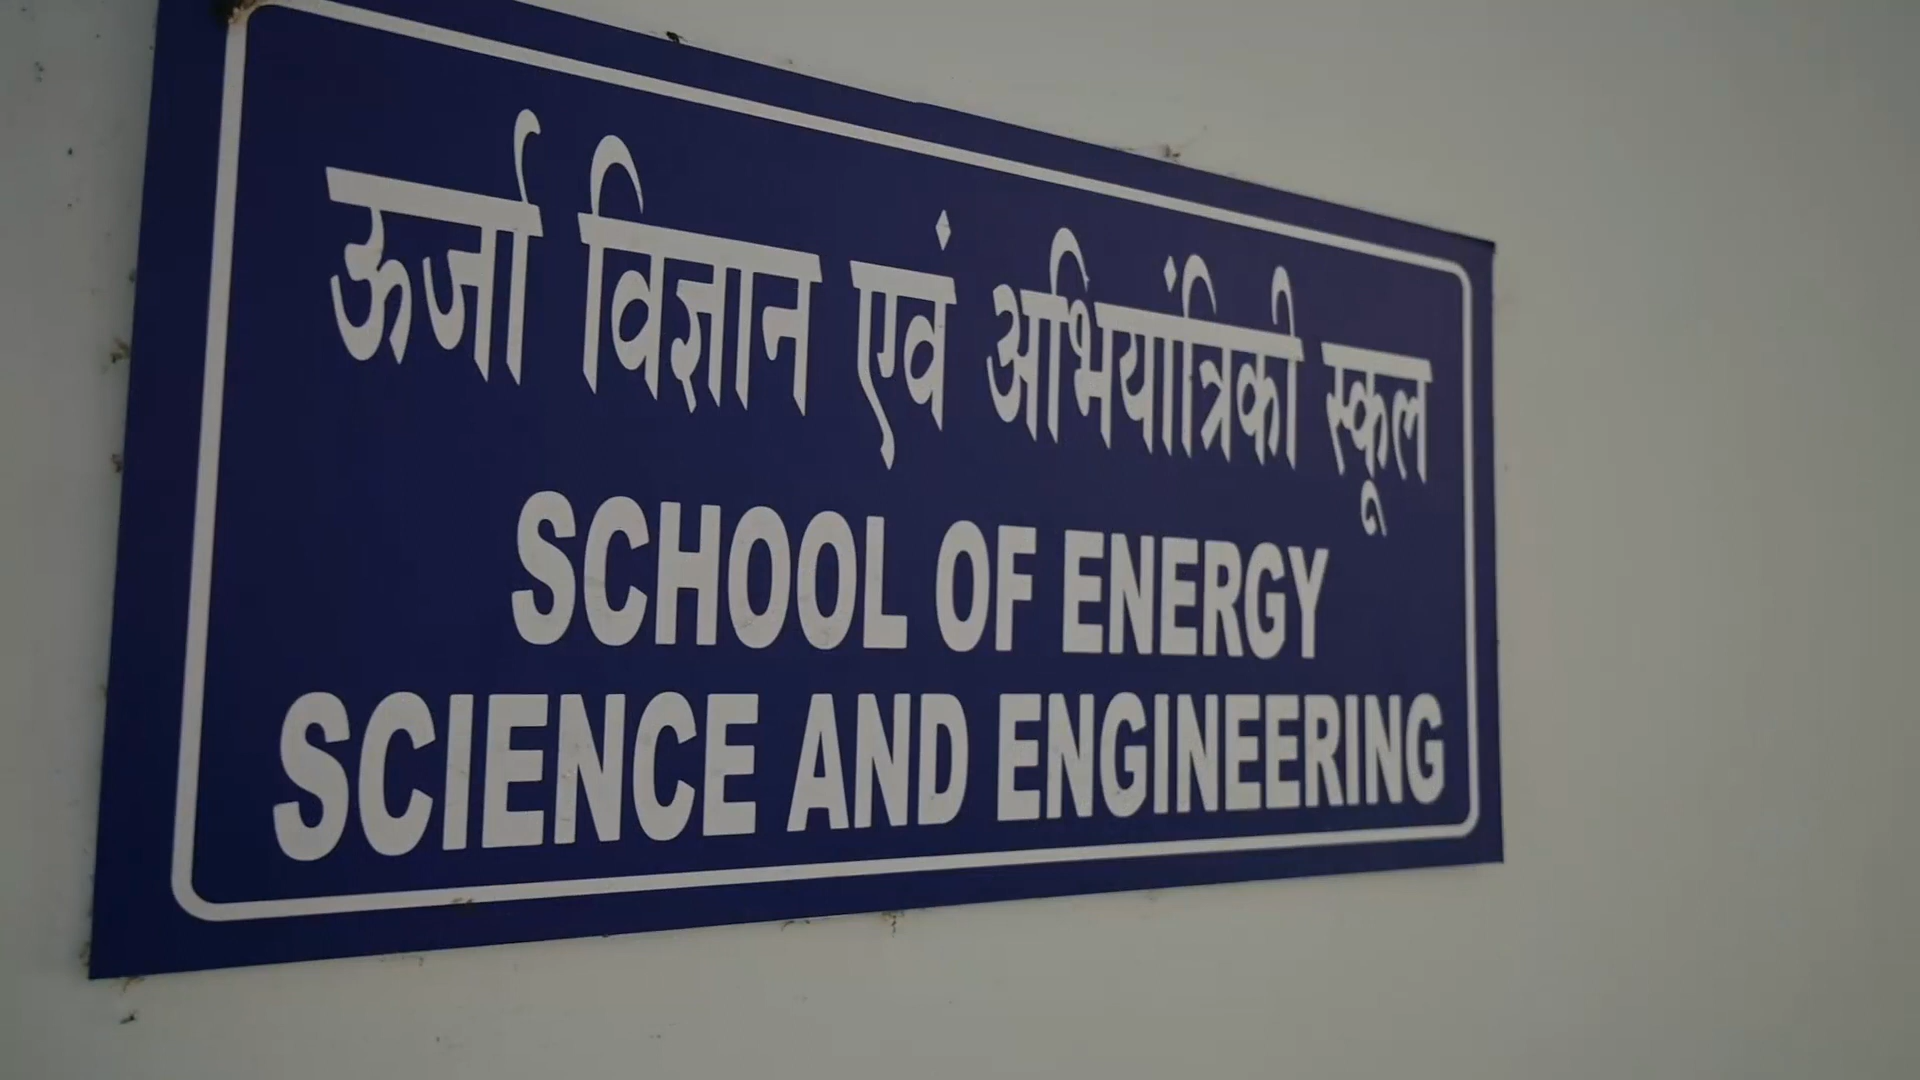 ऊर्जा विज्ञान एवं अभियांत्रिकी स्कूल
SCHOOL OF ENERGY
SCIENCE AND ENGINEERING